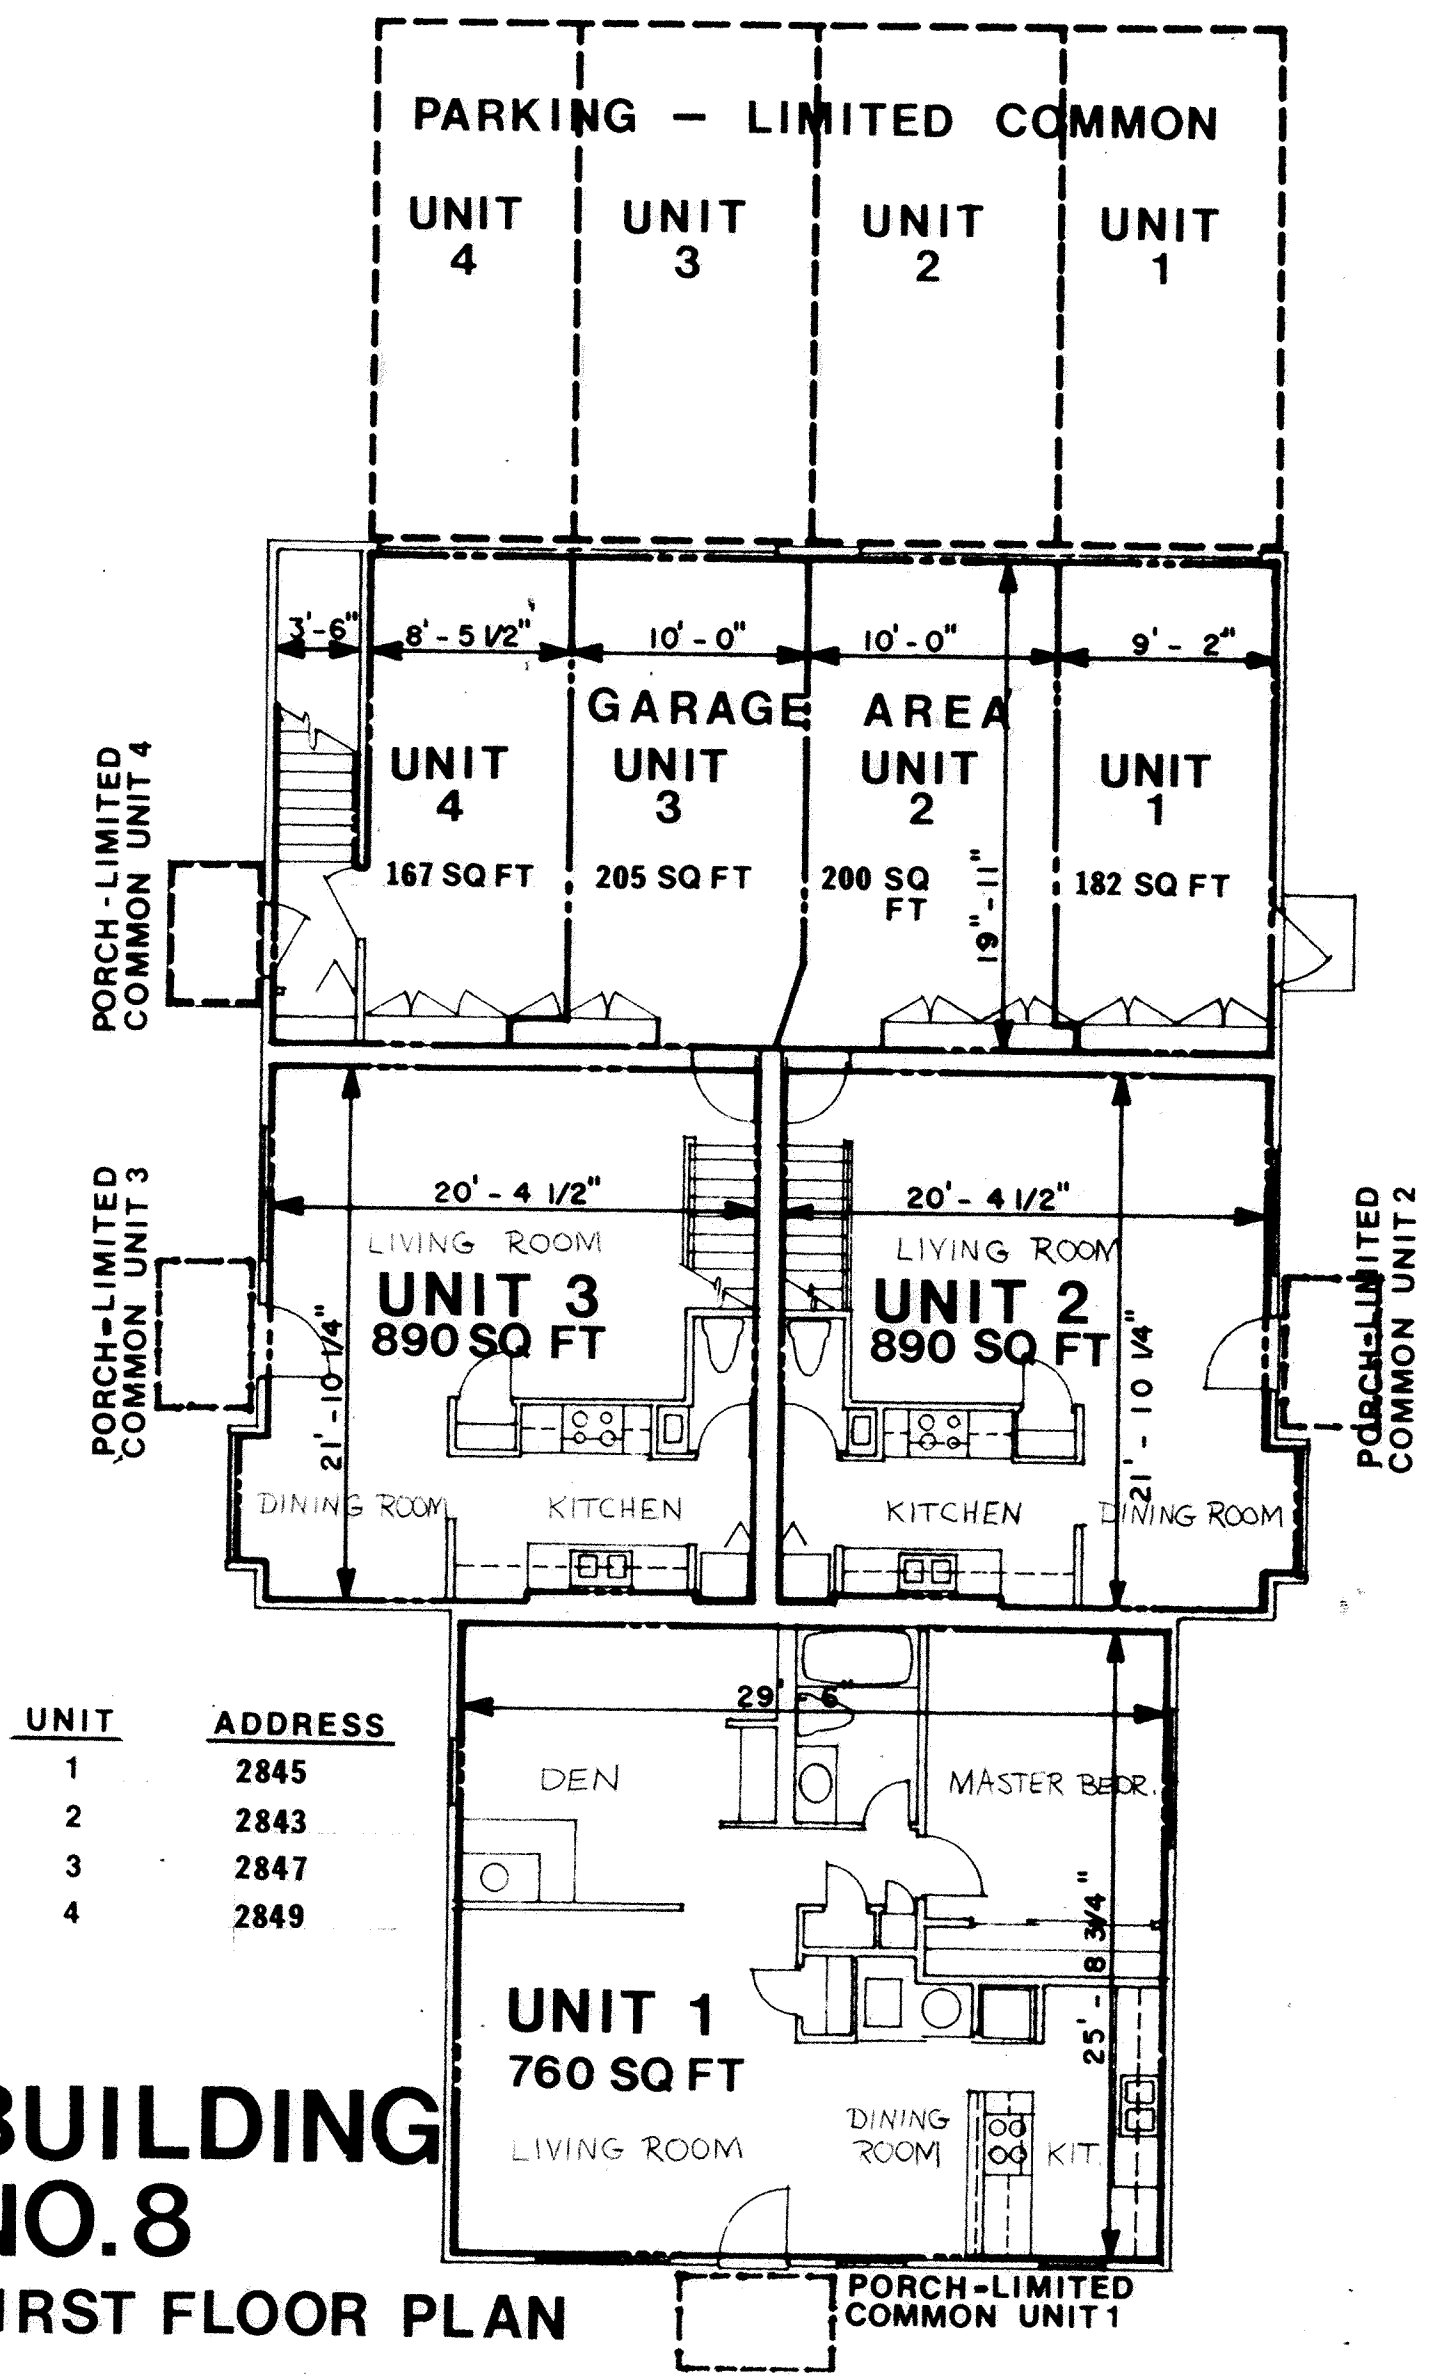 PARKING - LIMITED COMMON
UNIT 4
UNIT 3
UNIT 2
UNIT 1
3'-6"
8'-5 1/2"
10'-0"
10'-0"
9'-2"
GARAGE AREA
UNIT 4
UNIT 3
UNIT 2
UNIT 1
167 SQ FT
205 SQ FT
200 SQ
FT
182 SQ FT
19"-11"
PORCH-LIMITED
COMMON UNIT 4
20'-4 1/2"
20'-4 1/2"
LIVING ROOM
LIVING ROOM
UNIT 3
UNIT 2
890 SQ FT
890 SQ FT
21'-10 1/4"
21'-10 1/4"
PORCH-LIMITED
COMMON UNIT 3
PORCH-LIMITED
COMMON UNIT 2
DINING ROOM
KITCHEN
KITCHEN
DINING ROOM
29'-6"
UNIT ADDRESS
1 2845
2 2843
3 2847
4 2849
DEN
MASTER BEDR.
25'-8 3/4"
UNIT 1
760 SQ FT
LIVING ROOM
DINING
ROOM
KIT.
BUILDING
NO.8
FIRST FLOOR PLAN
PORCH-LIMITED
COMMON UNIT 1